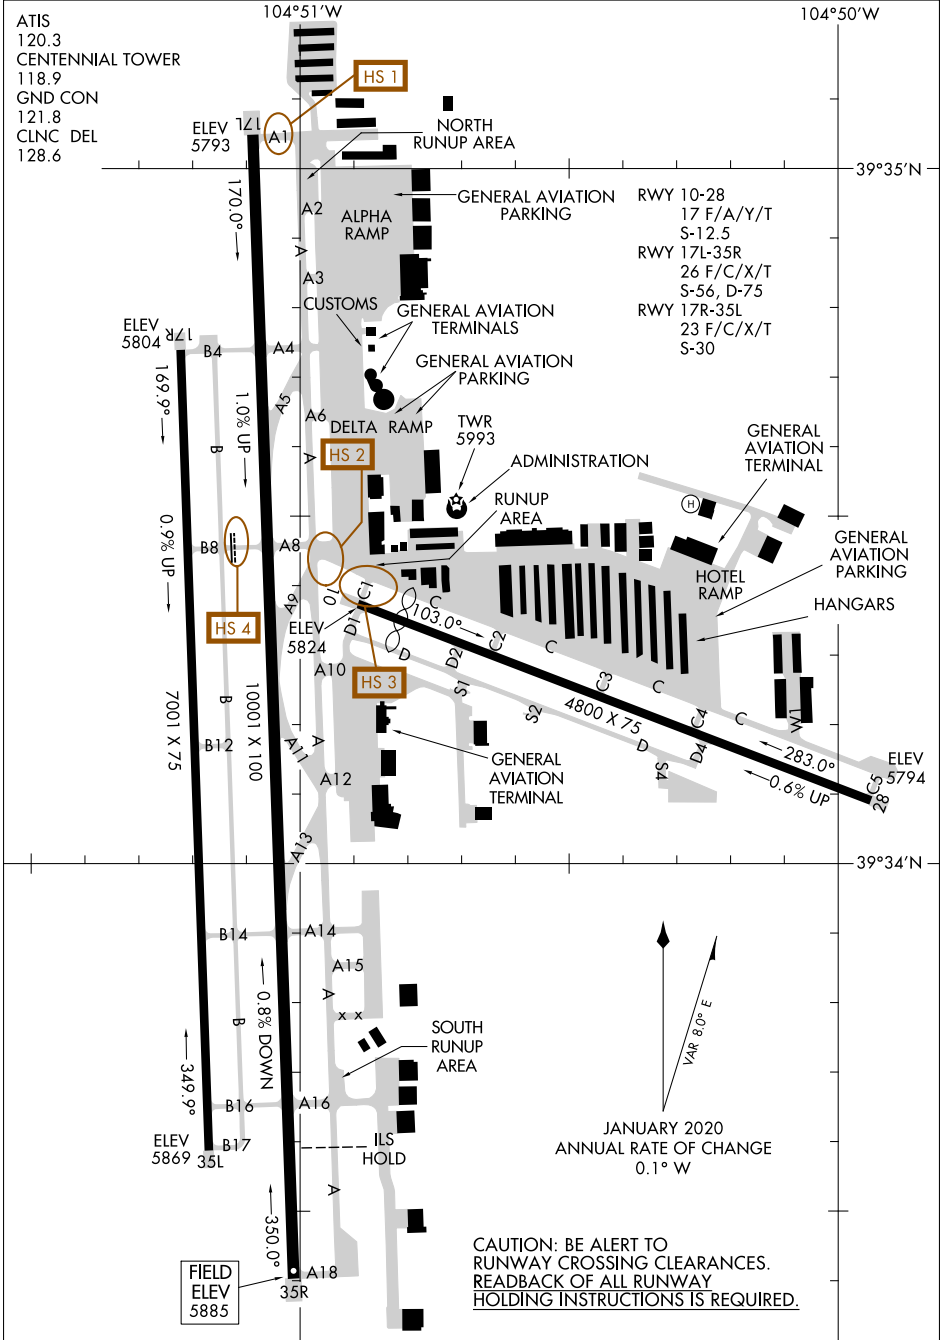 104°51'W
104°50'W
ATIS
120.3
CENTENNIAL TOWER
118.9
GND CON
121.8
CLNC DEL
128.6
HS 1
ELEV
5793
17L
A1
NORTH
RUNUP AREA
39°35'N
170.0°
A2
ALPHA
RAMP
GENERAL AVIATION
PARKING
RWY 10-28
17 F/A/Y/T
S-12.5
RWY 17L-35R
26 F/C/X/T
S-56, D-75
RWY 17R-35L
23 F/C/X/T
S-30
A
A3
CUSTOMS
GENERAL AVIATION
TERMINALS
ELEV
5804
17R
B4
A4
GENERAL AVIATION
PARKING
169.9°
1.0% UP
A5
A6
DELTA RAMP
TWR
5993
GENERAL
AVIATION
TERMINAL
B
A
HS 2
ADMINISTRATION
RUNUP
AREA
H
0.9% UP
B8
A8
GENERAL
AVIATION
PARKING
HOTEL
RAMP
HANGARS
HS 4
A9
10
C1
C
103.0°
ELEV
5824
D1
C2
HS 3
A10
D
D2
C
S1
C3
C
7001 X 75
10001 X 100
B
4800 X 75
S2
C4
C
W1
B12
A11
A
D
D4
283.0°
ELEV
5794
GENERAL
AVIATION
TERMINAL
A12
S4
0.6% UP
C5
28
A13
39°34'N
B14
A14
A15
0.8% DOWN
B
A
X X
VAR 8.0° E
SOUTH
RUNUP
AREA
349.9°
B16
A16
JANUARY 2020
ANNUAL RATE OF CHANGE
0.1° W
ELEV
5869
35L
B17
ILS
HOLD
A
350.0°
CAUTION: BE ALERT TO
RUNWAY CROSSING CLEARANCES.
READBACK OF ALL RUNWAY
HOLDING INSTRUCTIONS IS REQUIRED.
FIELD
ELEV
5885
A18
35R